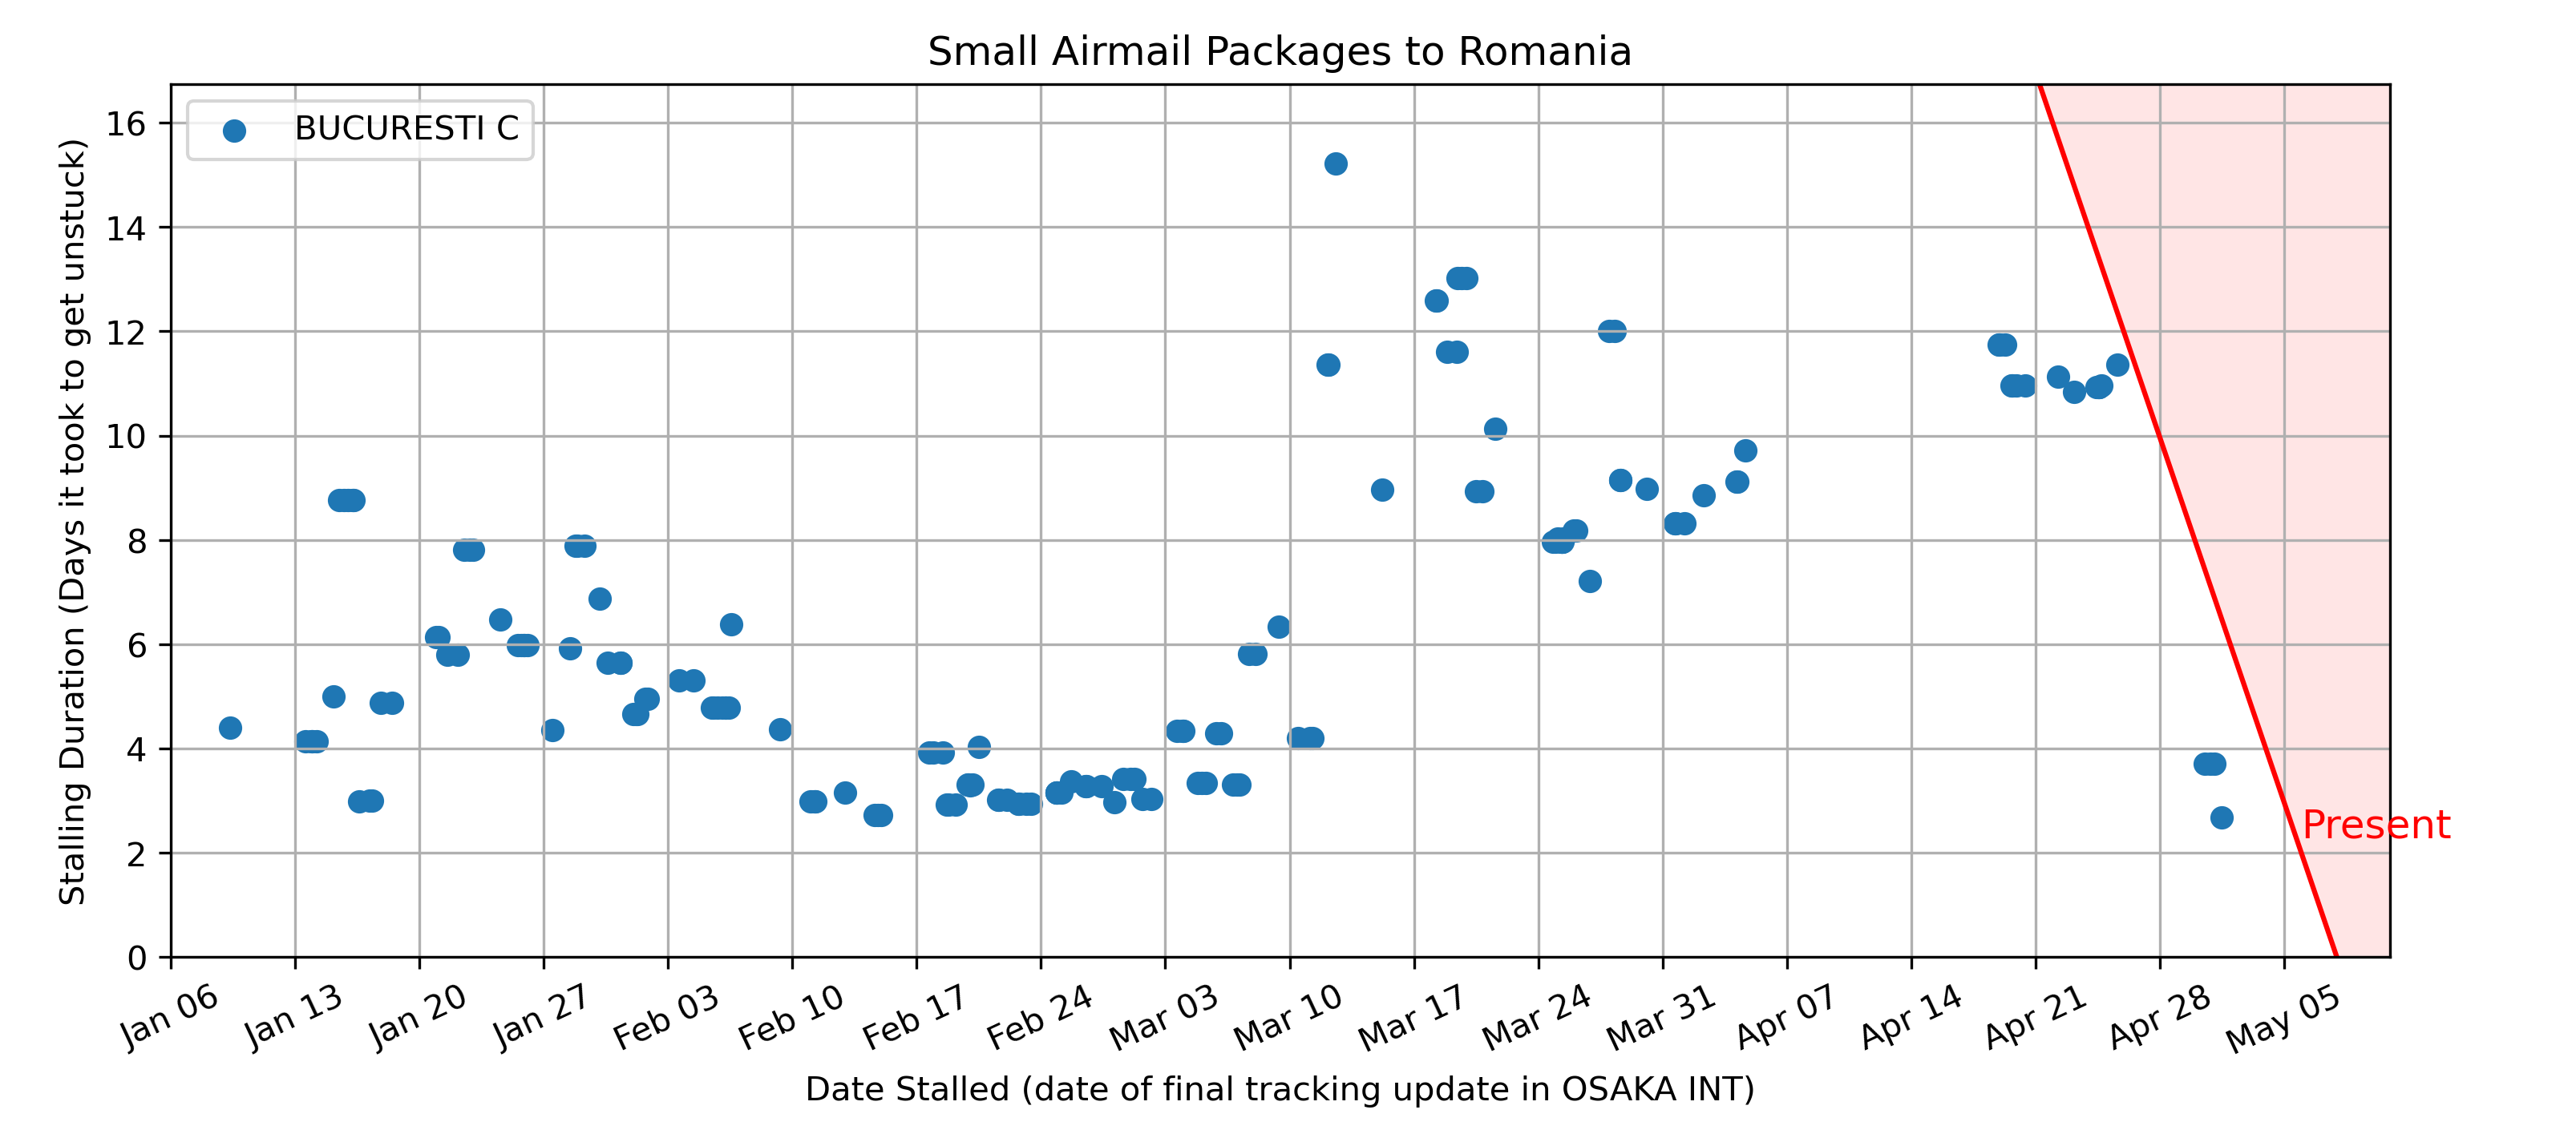 Small Airmail Packages to Romania
BUCURESTI C
Stalling Duration (Days it took to get unstuck)
16
14
12
10
8
6
4
2
0
Present
Jan 06
Jan 13
Jan 20
Jan 27
Feb 03
Feb 10
Feb 17
Feb 24
Mar 03
Mar 10
Mar 17
Mar 24
Mar 31
Apr 07
Apr 14
Apr 21
Apr 28
May 05
Date Stalled (date of final tracking update in OSAKA INT)